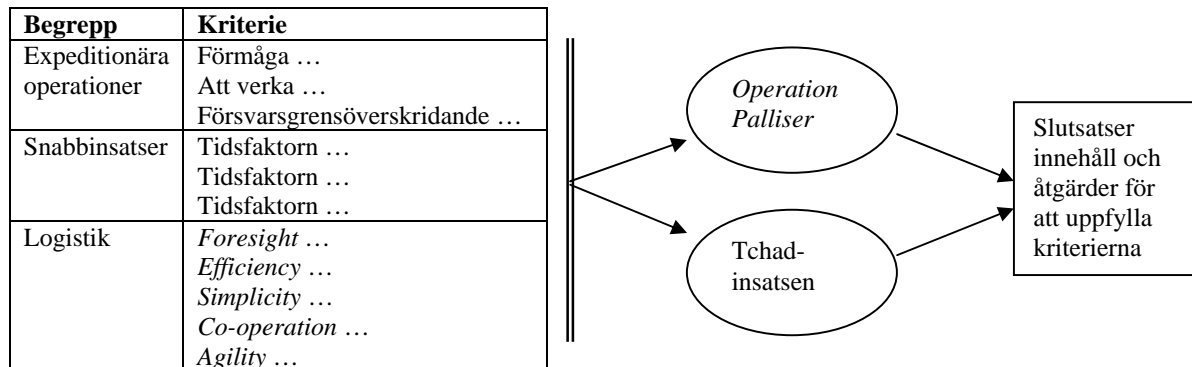 Begrepp Kriterie
Expeditionära operationer
Förmåga …
Att verka …
Försvarsgrensöverskridande …
Snabbinsatser
Tidsfaktorn …
Tidsfaktorn …
Tidsfaktorn …
Logistik
Foresight …
Efficiency …
Simplicity …
Co-operation …
Agility …
Operation
Palliser
Tchad-
insatsen
Slutsatser
innehåll och
åtgärder för
att uppfylla
kriterierna